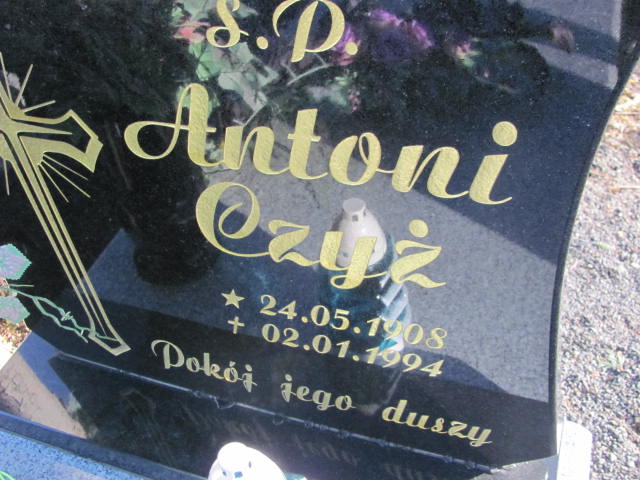 Ś.P.
Antoni
Czyż
★ 24.05.1908
✝ 02.01.1994
Pokój jego duszy